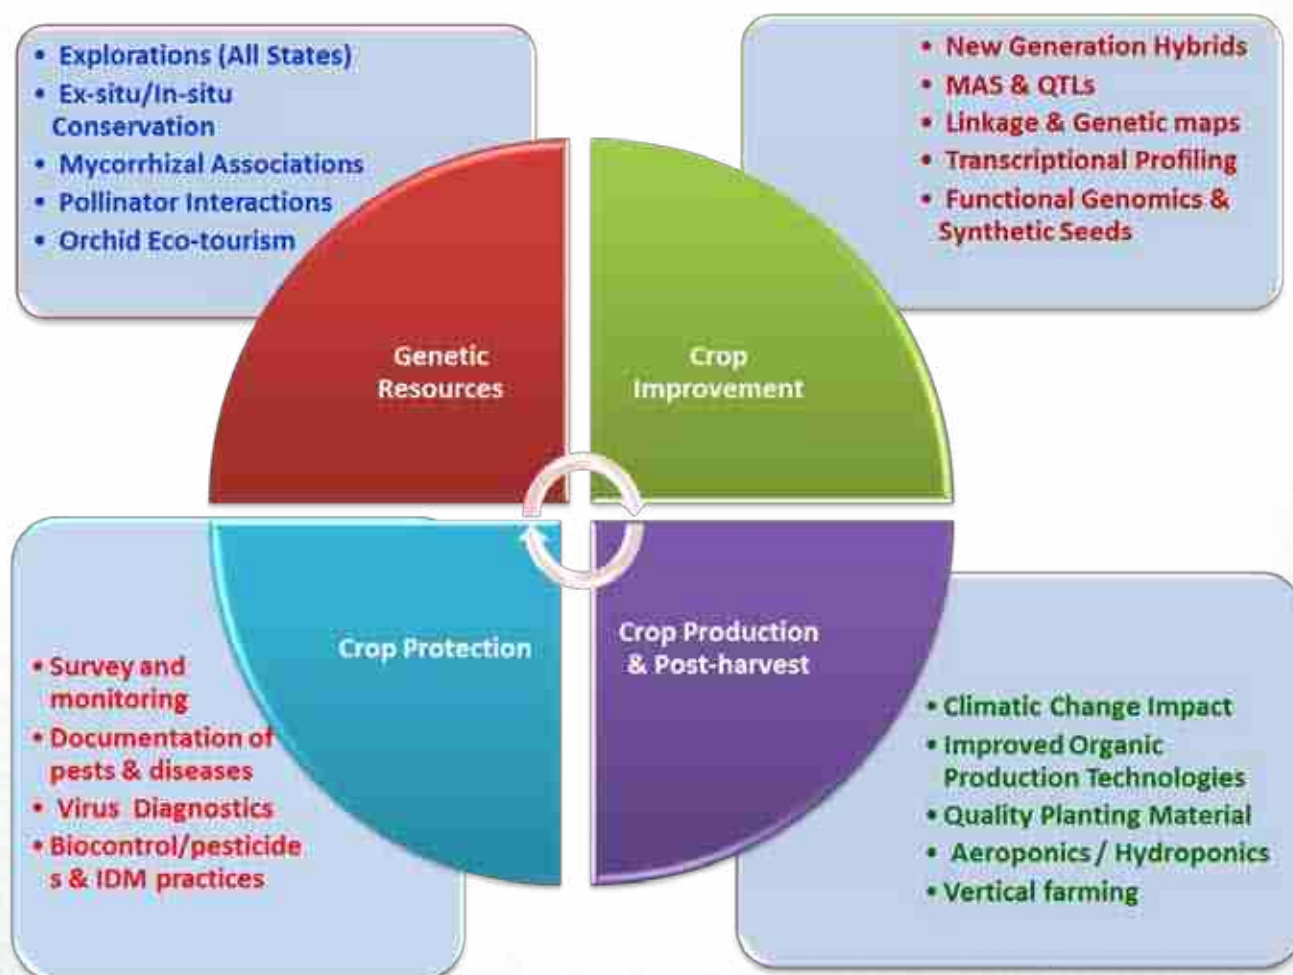 • Explorations (All States)
• Ex-situ/In-situ
Conservation
• Mycorrhizal Associations
• Pollinator Interactions
• Orchid Eco-tourism
• New Generation Hybrids
• MAS & QTLs
• Linkage & Genetic maps
• Transcriptional Profiling
• Functional Genomics &
Synthetic Seeds
Genetic
Resources
Crop
Improvement
Crop Protection
Crop Production
& Post-harvest
• Survey and
monitoring
• Documentation of
pests & diseases
• Virus Diagnostics
• Biocontrol/pesticide
s & IDM practices
• Climatic Change Impact
• Improved Organic
Production Technologies
• Quality Planting Material
• Aeroponics / Hydroponics
• Vertical farming